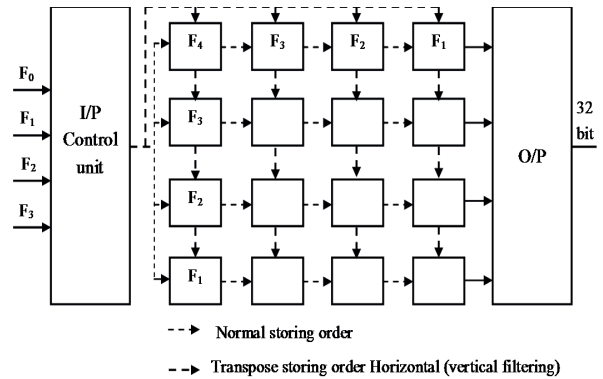 F4 F3 F2 F1
F0
F1
F2
F3
I/P
Control
unit
F3
F2
F1
O/P
32
bit
Normal storing order
Transpose storing order Horizontal (vertical filtering)